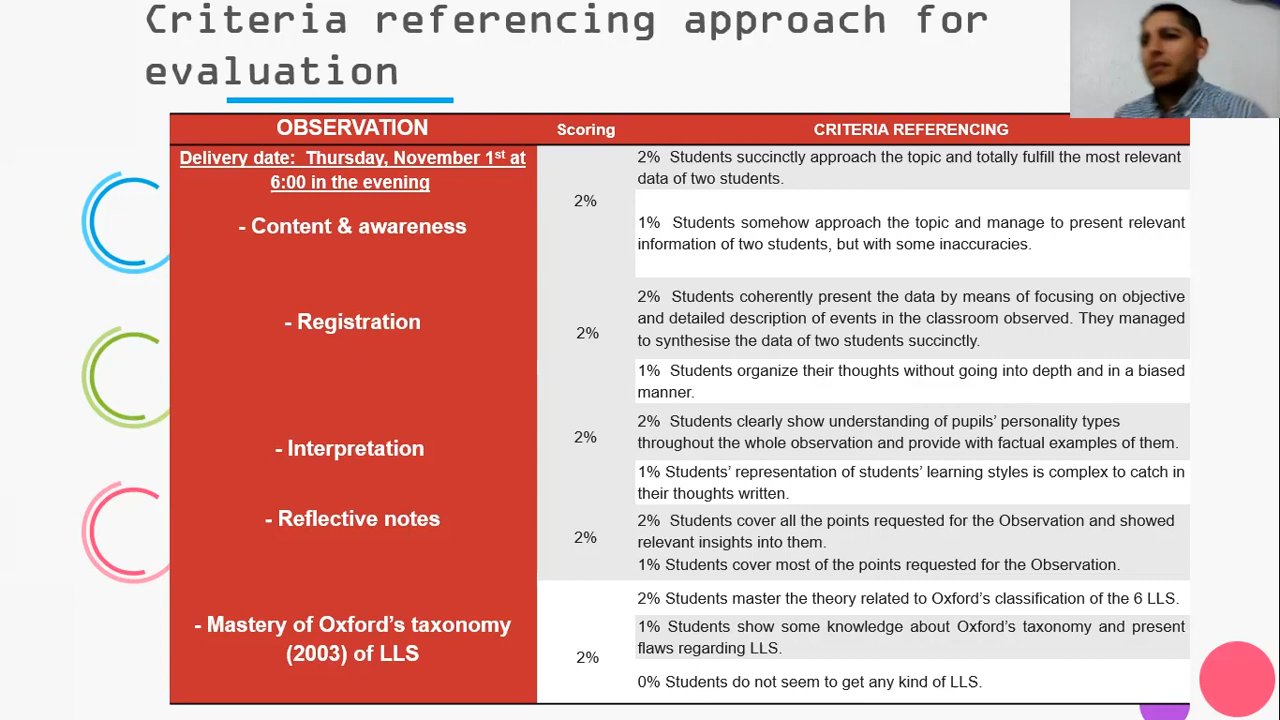 Criteria referencing approach for
evaluation
OBSERVATION
Scoring
CRITERIA REFERENCING
Delivery date: Thursday, November 1st at
6:00 in the evening
- Content & awareness
2%
2% Students succinctly approach the topic and totally fulfill the most relevant
data of two students.
1% Students somehow approach the topic and manage to present relevant
information of two students, but with some inaccuracies.
- Registration
2%
2% Students coherently present the data by means of focusing on objective
and detailed description of events in the classroom observed. They managed
to synthesise the data of two students succinctly.
1% Students organize their thoughts without going into depth and in a biased
manner.
- Interpretation
2%
2% Students clearly show understanding of pupils' personality types
throughout the whole observation and provide with factual examples of them.
1% Students' representation of students' learning styles is complex to catch in
their thoughts written.
- Reflective notes
2%
2% Students cover all the points requested for the Observation and showed
relevant insights into them.
1% Students cover most of the points requested for the Observation.
- Mastery of Oxford's taxonomy
(2003) of LLS
2%
2% Students master the theory related to Oxford's classification of the 6 LLS.
1% Students show some knowledge about Oxford's taxonomy and present
flaws regarding LLS.
0% Students do not seem to get any kind of LLS.